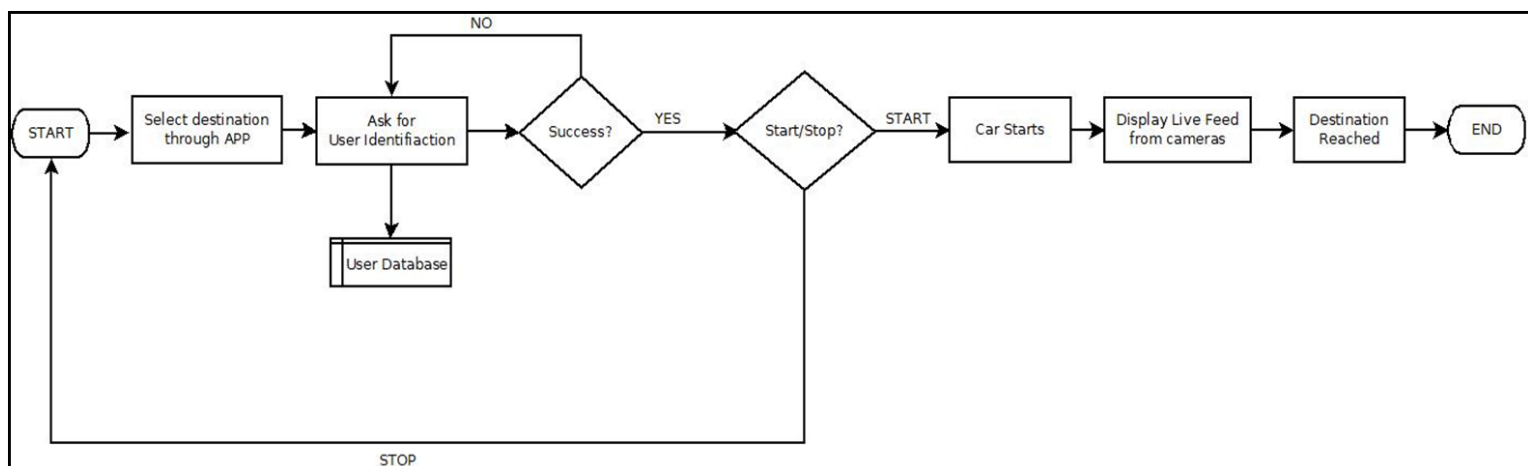 NO
START
Select destination
through APP
Ask for
User Identifiaction
Success?
YES
Start/Stop?
START
Car Starts
Display Live Feed
from cameras
Destination
Reached
END
User Database
STOP